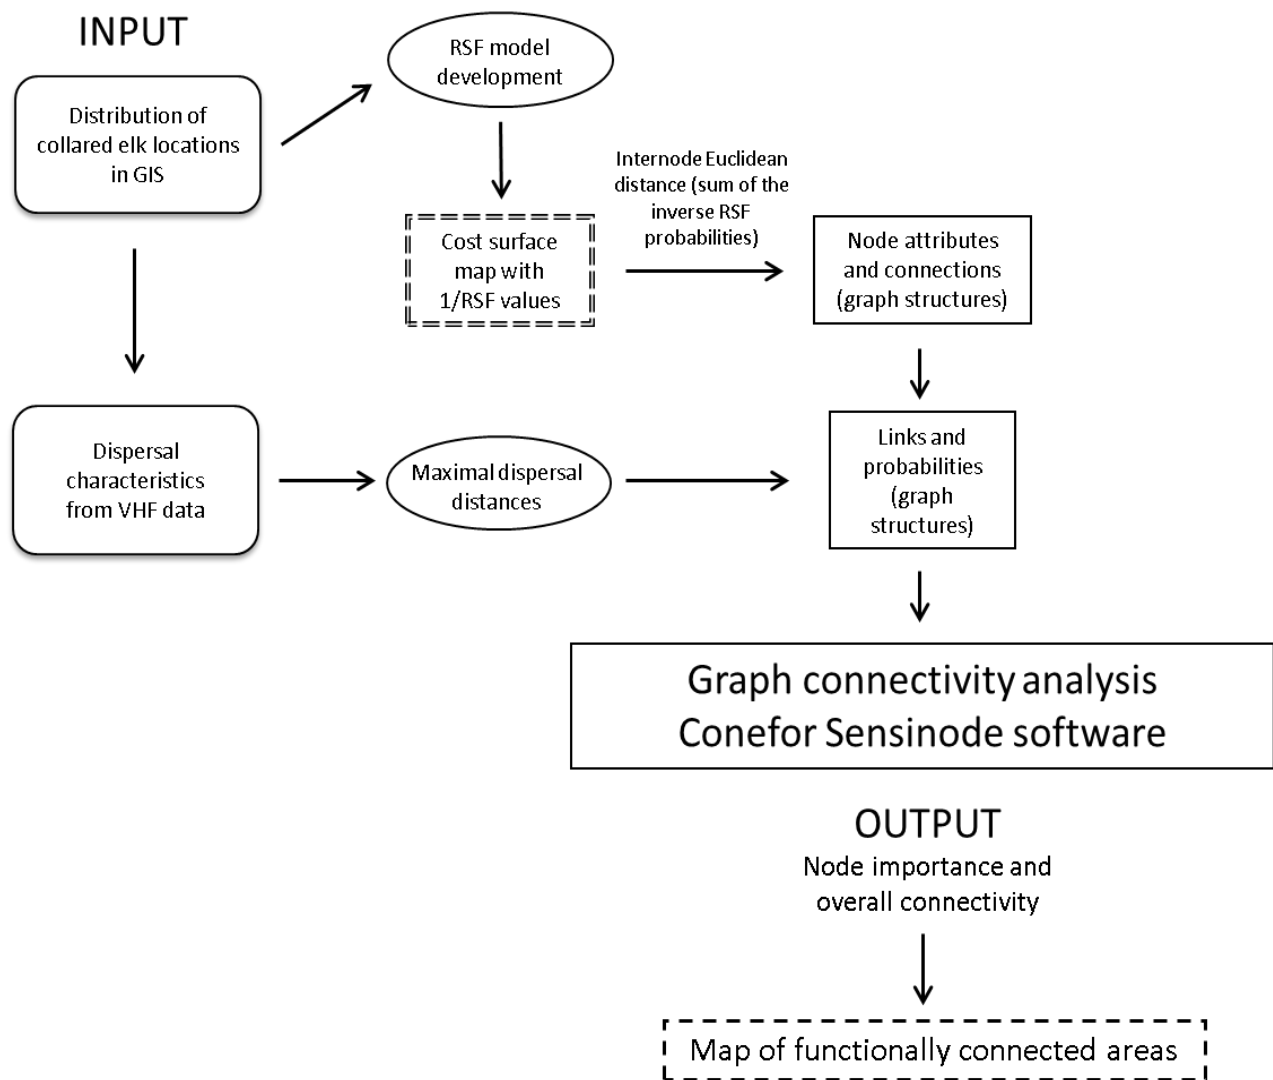 INPUT
Distribution of
collared elk locations
in GIS
RSF model
development
Cost surface
map with
1/RSF values
Internode Euclidean
distance (sum of the
inverse RSF
probabilities)
Node attributes
and connections
(graph structures)
Dispersal
characteristics
from VHF data
Maximal dispersal
distances
Links and
probabilities
(graph
structures)
Graph connectivity analysis
Conefor Sensinode software
OUTPUT
Node importance and
overall connectivity
Map of functionally connected areas